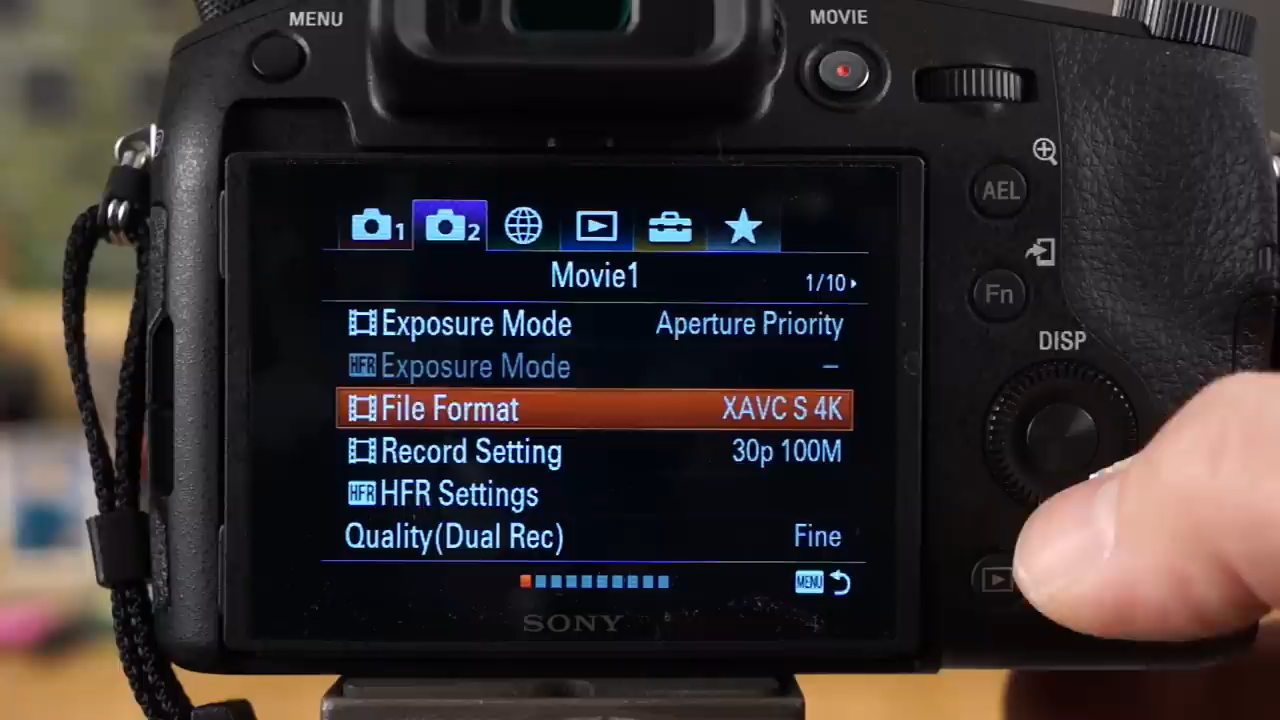 MENU
MOVIE
AEL
Fn
DISP
1 2
Movie1 1/10
Exposure Mode Aperture Priority
HFR Exposure Mode –
File Format XAVC S 4K
Record Setting 30p 100M
HFR HFR Settings
Quality(Dual Rec) Fine
MENU
SONY